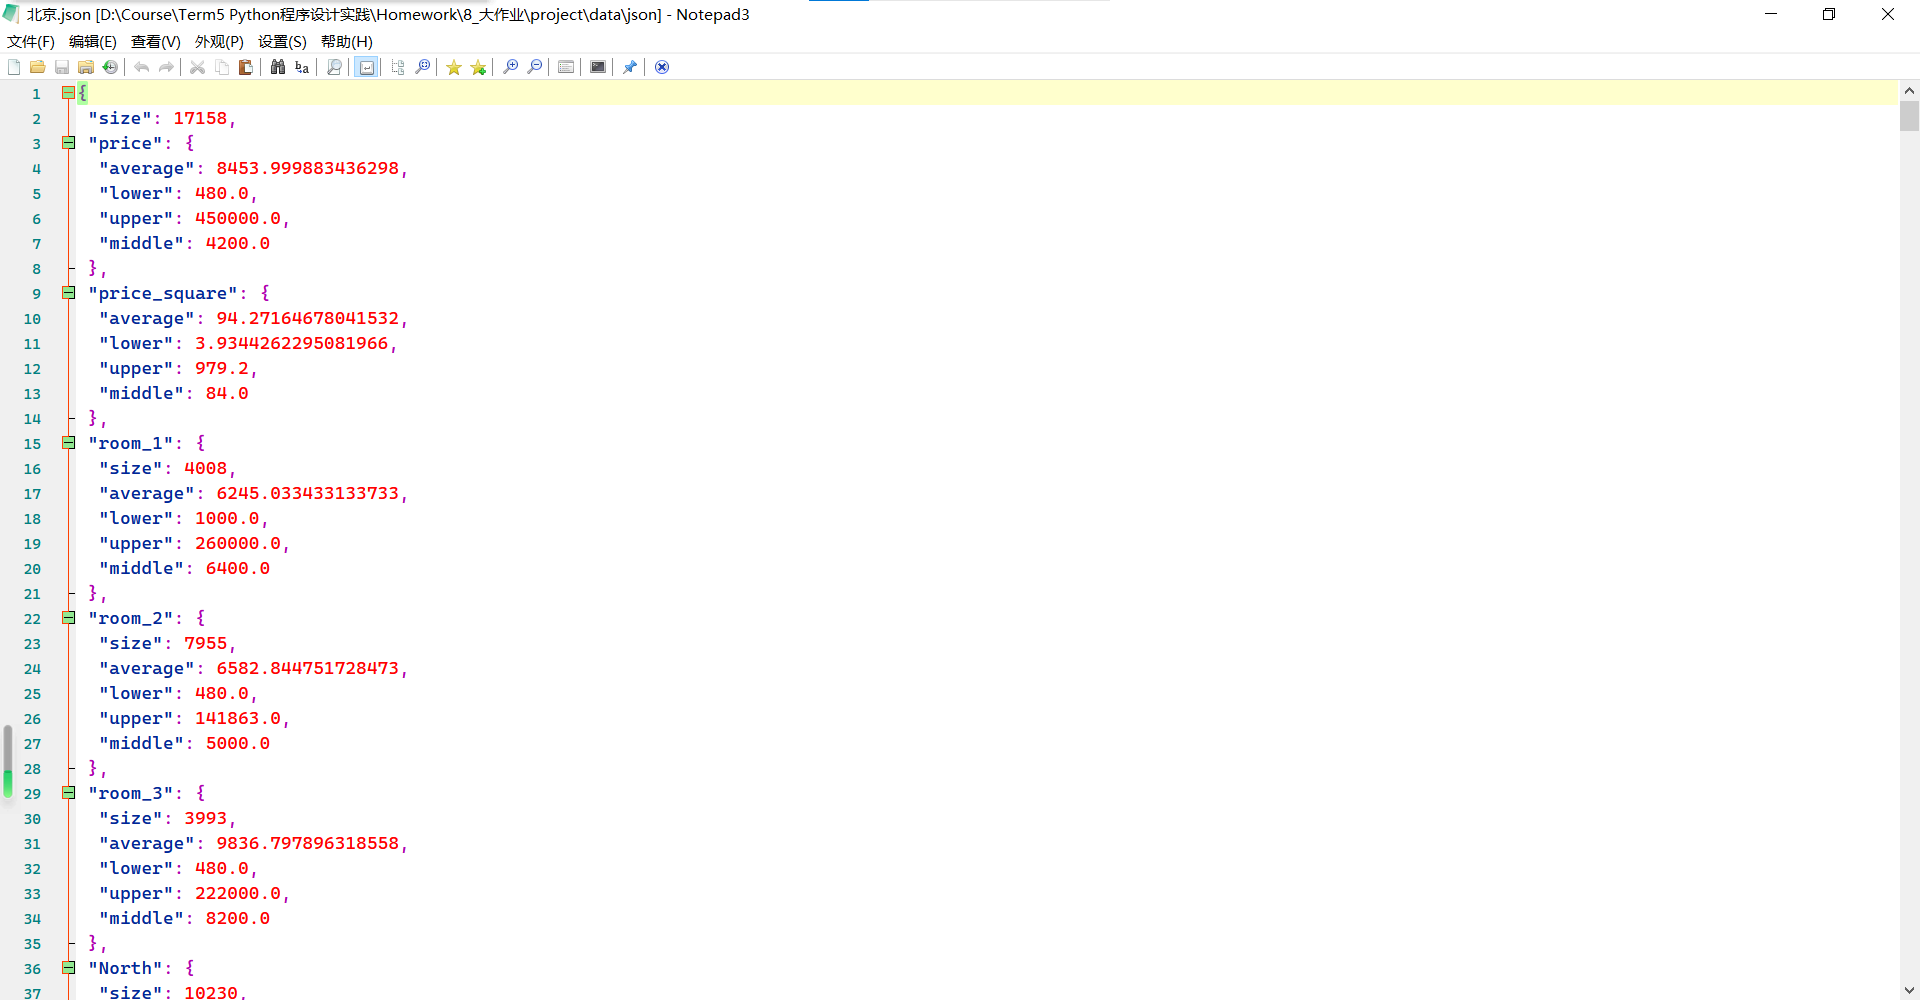 北京.json [D:\Course\Term5 Python程序设计实践\Homework\8_大作业\project\data\json] - Notepad3
文件(F) 编辑(E) 查看(V) 外观(P) 设置(S) 帮助(H)
1 {
2 "size": 17158,
3 "price": {
4 "average": 8453.999883436298,
5 "lower": 480.0,
6 "upper": 450000.0,
7 "middle": 4200.0
8 },
9 "price_square": {
10 "average": 94.27164678041532,
11 "lower": 3.9344262295081966,
12 "upper": 979.2,
13 "middle": 84.0
14 },
15 "room_1": {
16 "size": 4008,
17 "average": 6245.033433133733,
18 "lower": 1000.0,
19 "upper": 260000.0,
20 "middle": 6400.0
21 },
22 "room_2": {
23 "size": 7955,
24 "average": 6582.844751728473,
25 "lower": 480.0,
26 "upper": 141863.0,
27 "middle": 5000.0
28 },
29 "room_3": {
30 "size": 3993,
31 "average": 9836.797896318558,
32 "lower": 480.0,
33 "upper": 222000.0,
34 "middle": 8200.0
35 },
36 "North": {
37 "size": 10230,